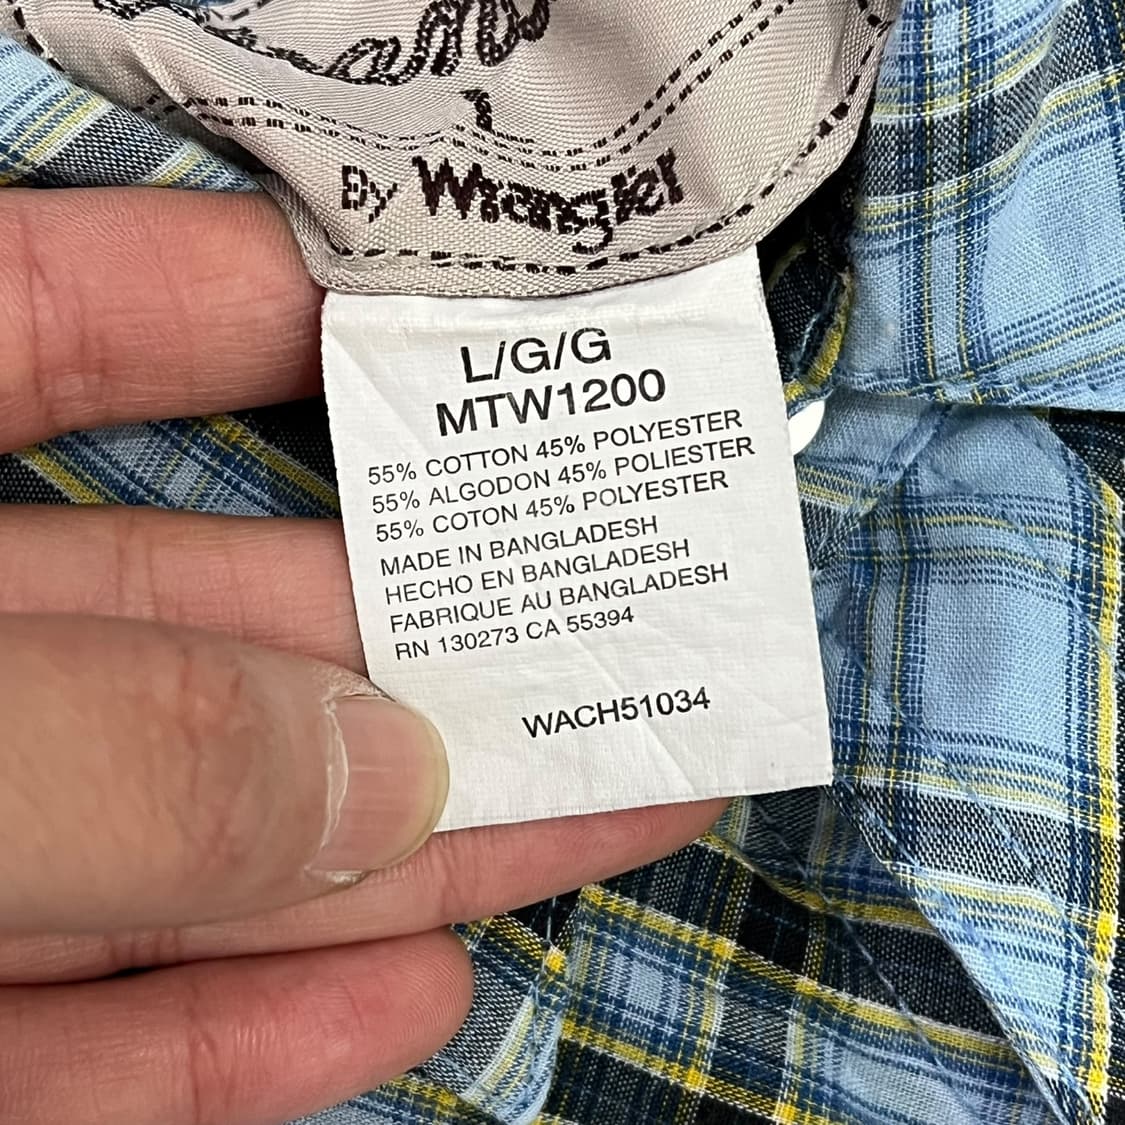 By Wrangler
L/G/G
MTW1200
55% COTTON 45% POLYESTER
55% ALGODON 45% POLIESTER
55% COTON 45% POLYESTER
MADE IN BANGLADESH
HECHO EN BANGLADESH
FABRIQUE AU BANGLADESH
RN 130273 CA 55394
WACH51034